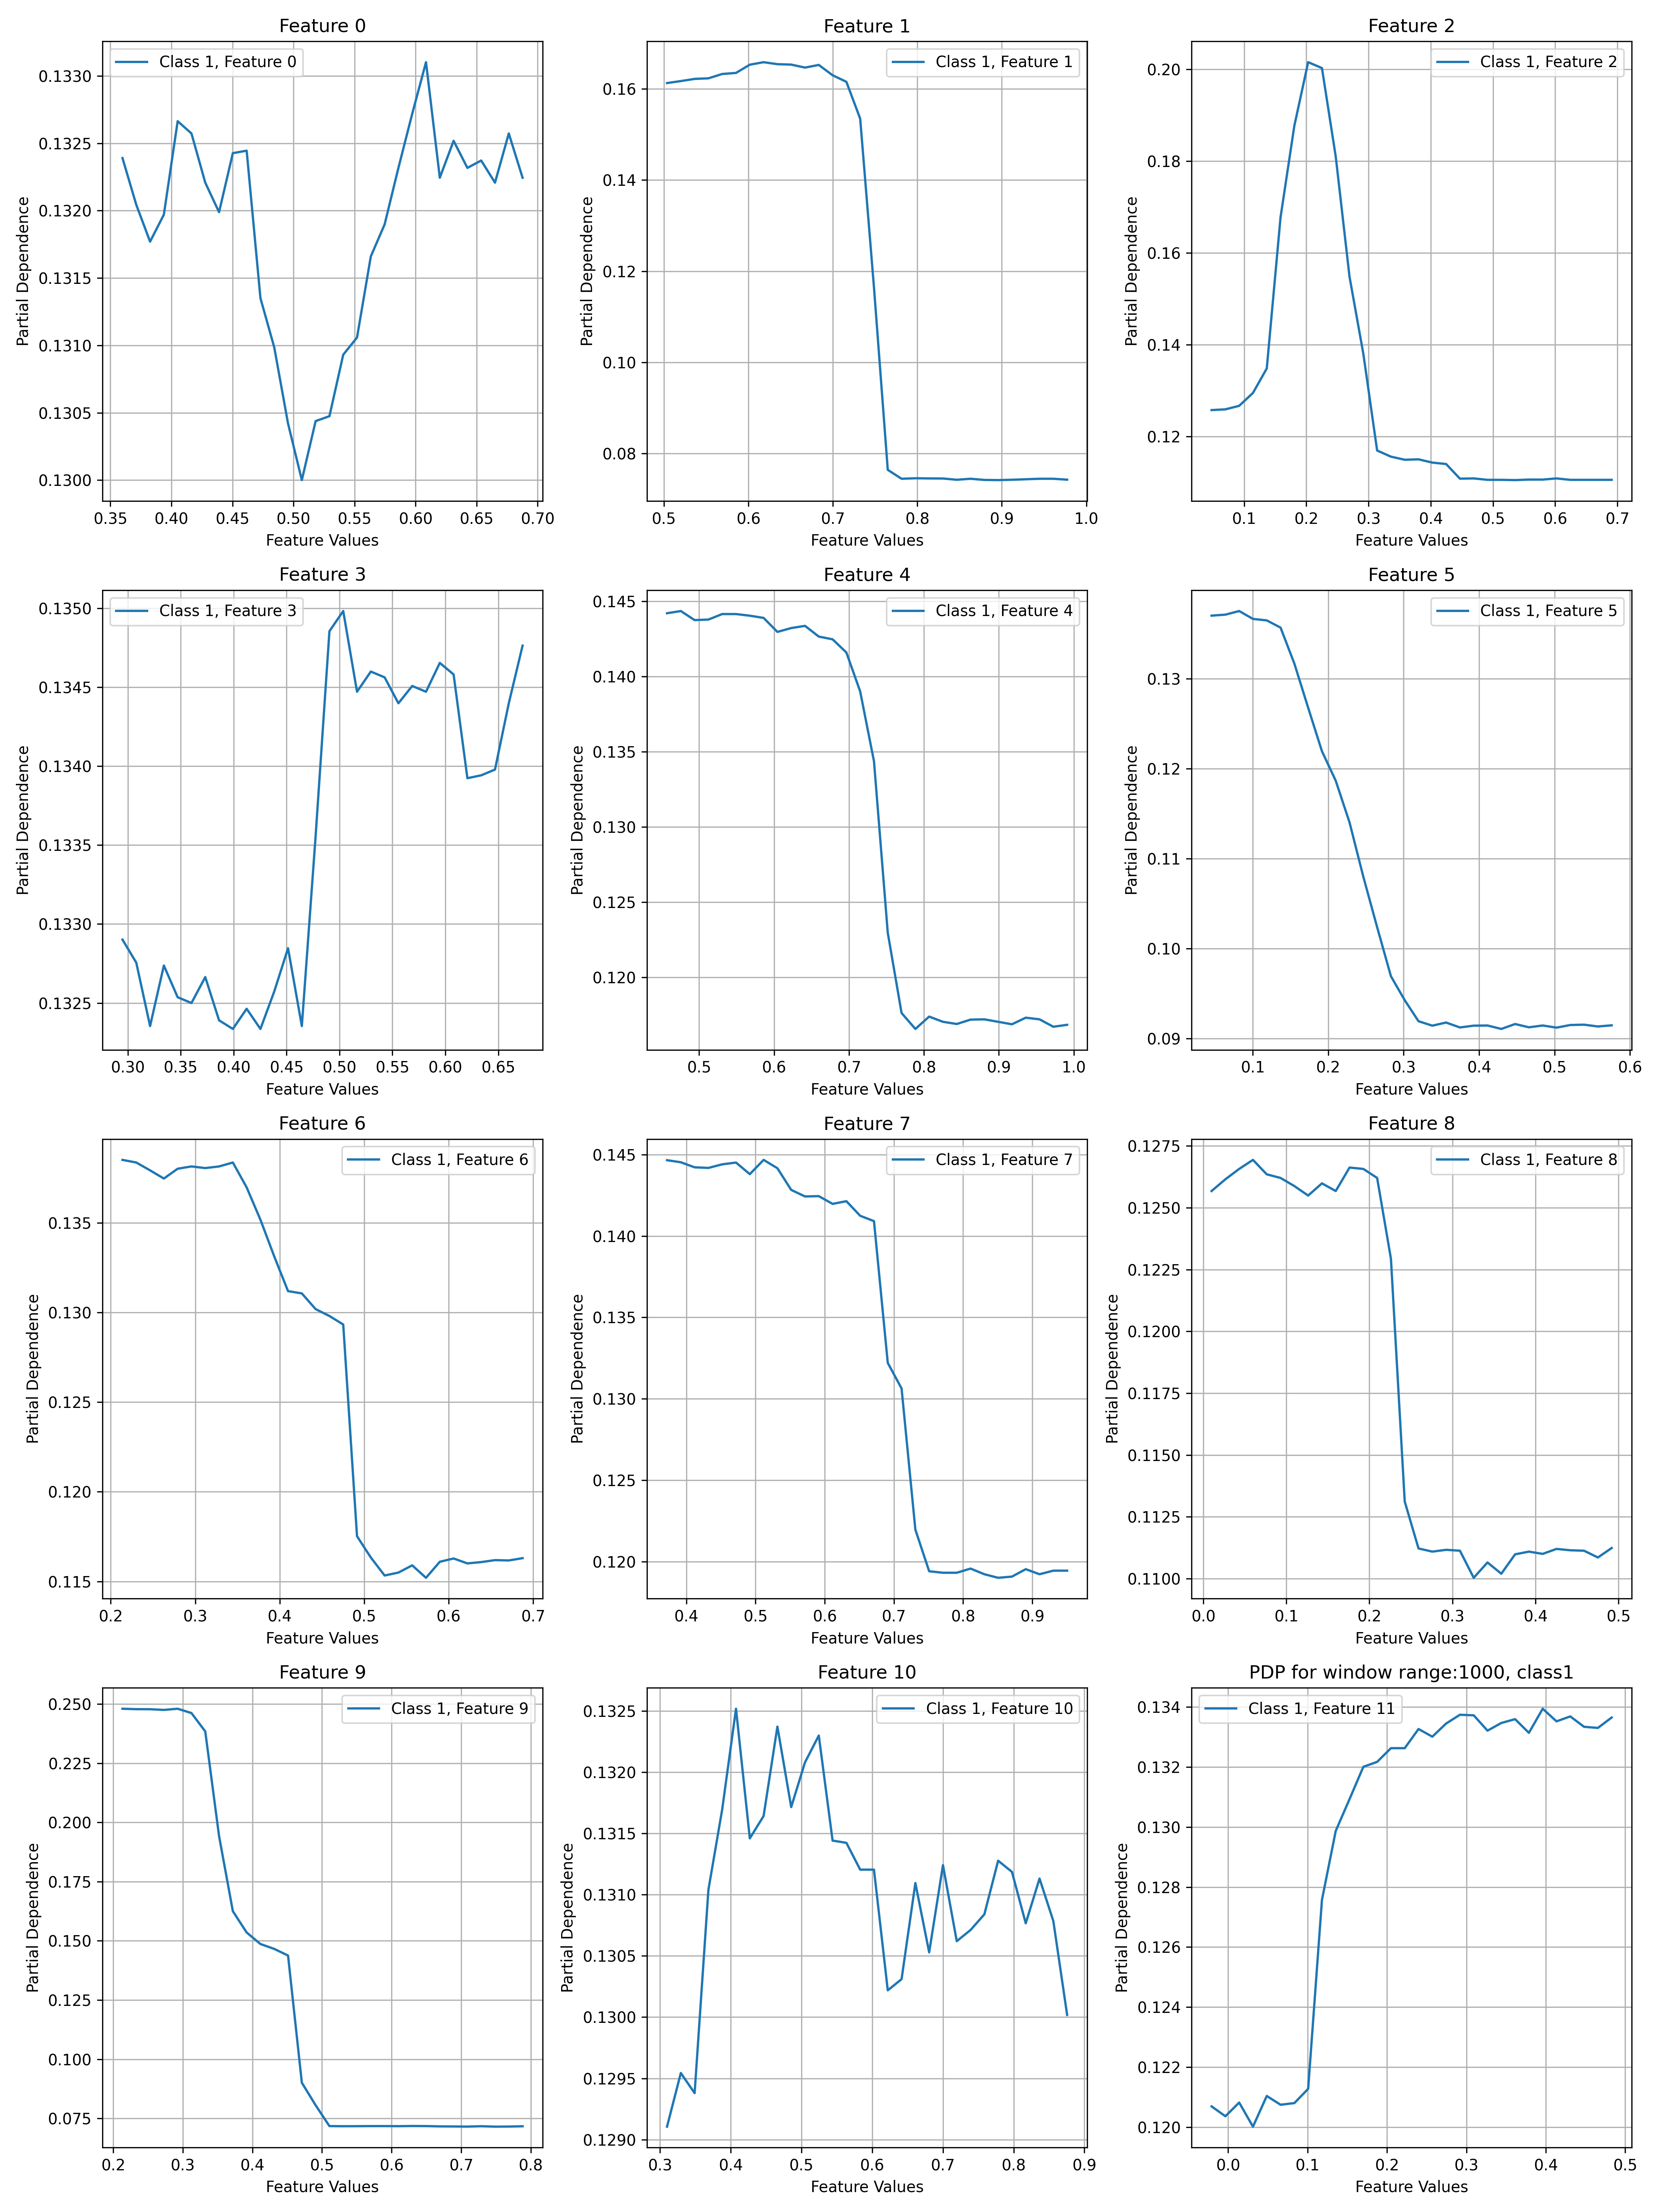 Feature 0
Class 1, Feature 0
0.1330
0.1325
0.1320
0.1315
0.1310
0.1305
0.1300
Partial Dependence
0.35 0.40 0.45 0.50 0.55 0.60 0.65 0.70
Feature Values
Feature 1
Class 1, Feature 1
0.16
0.14
0.12
0.10
0.08
Partial Dependence
0.5 0.6 0.7 0.8 0.9 1.0
Feature Values
Feature 2
Class 1, Feature 2
0.20
0.18
0.16
0.14
0.12
Partial Dependence
0.1 0.2 0.3 0.4 0.5 0.6 0.7
Feature Values
Feature 3
Class 1, Feature 3
0.1350
0.1345
0.1340
0.1335
0.1330
0.1325
Partial Dependence
0.30 0.35 0.40 0.45 0.50 0.55 0.60 0.65
Feature Values
Feature 4
Class 1, Feature 4
0.145
0.140
0.135
0.130
0.125
0.120
Partial Dependence
0.5 0.6 0.7 0.8 0.9 1.0
Feature Values
Feature 5
Class 1, Feature 5
0.13
0.12
0.11
0.10
0.09
Partial Dependence
0.1 0.2 0.3 0.4 0.5 0.6
Feature Values
Feature 6
Class 1, Feature 6
0.135
0.130
0.125
0.120
0.115
Partial Dependence
0.2 0.3 0.4 0.5 0.6 0.7
Feature Values
Feature 7
Class 1, Feature 7
0.145
0.140
0.135
0.130
0.125
0.120
Partial Dependence
0.4 0.5 0.6 0.7 0.8 0.9
Feature Values
Feature 8
Class 1, Feature 8
0.1275
0.1250
0.1225
0.1200
0.1175
0.1150
0.1125
0.1100
Partial Dependence
0.0 0.1 0.2 0.3 0.4 0.5
Feature Values
Feature 9
Class 1, Feature 9
0.250
0.225
0.200
0.175
0.150
0.125
0.100
0.075
Partial Dependence
0.2 0.3 0.4 0.5 0.6 0.7 0.8
Feature Values
Feature 10
Class 1, Feature 10
0.1325
0.1320
0.1315
0.1310
0.1305
0.1300
0.1295
0.1290
Partial Dependence
0.3 0.4 0.5 0.6 0.7 0.8 0.9
Feature Values
PDP for window range:1000, class1
Class 1, Feature 11
0.134
0.132
0.130
0.128
0.126
0.124
0.122
0.120
Partial Dependence
0.0 0.1 0.2 0.3 0.4 0.5
Feature Values